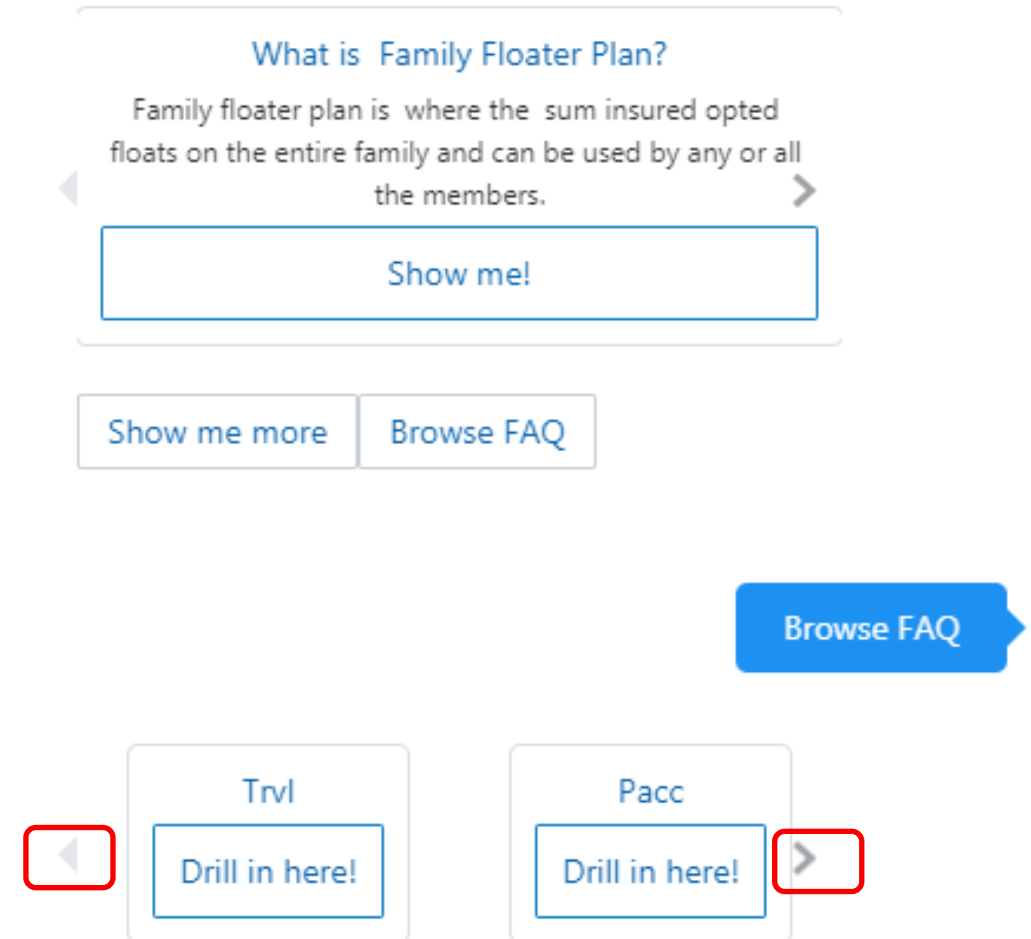 What is  Family Floater Plan?
Family floater plan is  where the  sum insured opted
floats on the entire family and can be used by any or all
the members.
Show me!
Show me more
Browse FAQ
Browse FAQ
Trvl
Pacc
Drill in here!
Drill in here!